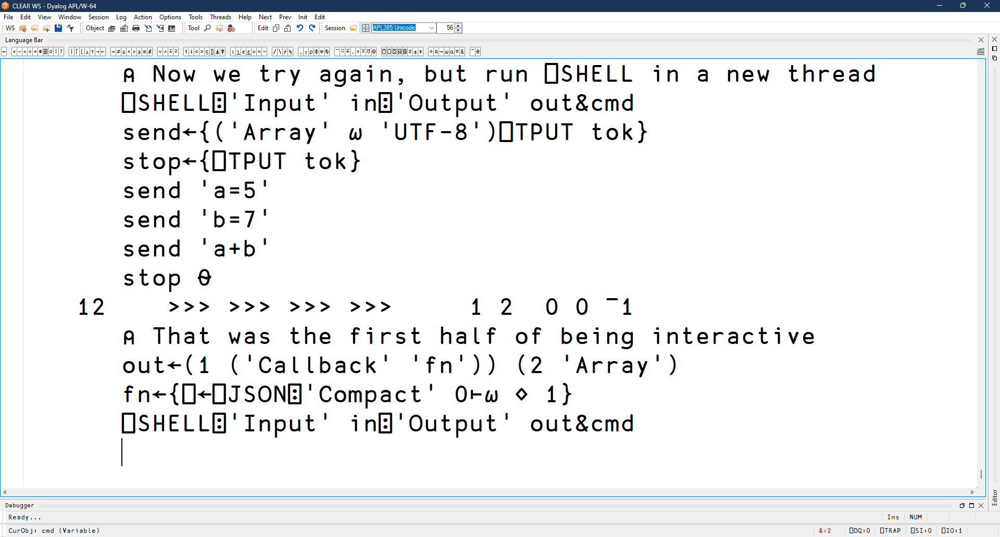 CLEAR WS - Dyalog APL/W-64
File Edit View Window Session Log Action Options Tools Threads Help Next Prev Init Edit
WS Object Tool Edit Session APL385 Unicode 56
Language Bar
← +-×÷*⍟⌹○!? |⌈⌊⊥⊤⊣⊢ =≠≤<>≥≡≢ ∨∧⍲⍱ ↑↓⊂⊃⊆⌷⍋⍒ ⍳⍸∊⍷∪∩~ /\⌿⍀ ,⍪⍴⌽⊖⍉ ¨⍨⍣.∘⍤⍥@ ⍞⎕⍠⌸⌺⌶⍎⍕ ⋄⍝→⍵⍺∇& ¯⍬
⍝ Now we try again, but run ⎕SHELL in a new thread
⎕SHELL⍠'Input' in⍠'Output' out&cmd
send←{('Array' ⍵ 'UTF-8')⎕TPUT tok}
stop←{⎕TPUT tok}
send 'a=5'
send 'b=7'
send 'a+b'
stop ⍬
12 >>> >>> >>> >>> 1 2 0 0 ¯1
⍝ That was the first half of being interactive
out←(1 ('Callback' 'fn')) (2 'Array')
fn←{⎕←⎕JSON⍠'Compact' 0⊢⍵ ⋄ 1}
⎕SHELL⍠'Input' in⍠'Output' out&cmd
Editor
Debugger
Ready...
Ins NUM
CurObj: cmd (Variable)
&:2 ⎕DQ:0 ⎕TRAP ⎕SI:0 ⎕IO:1